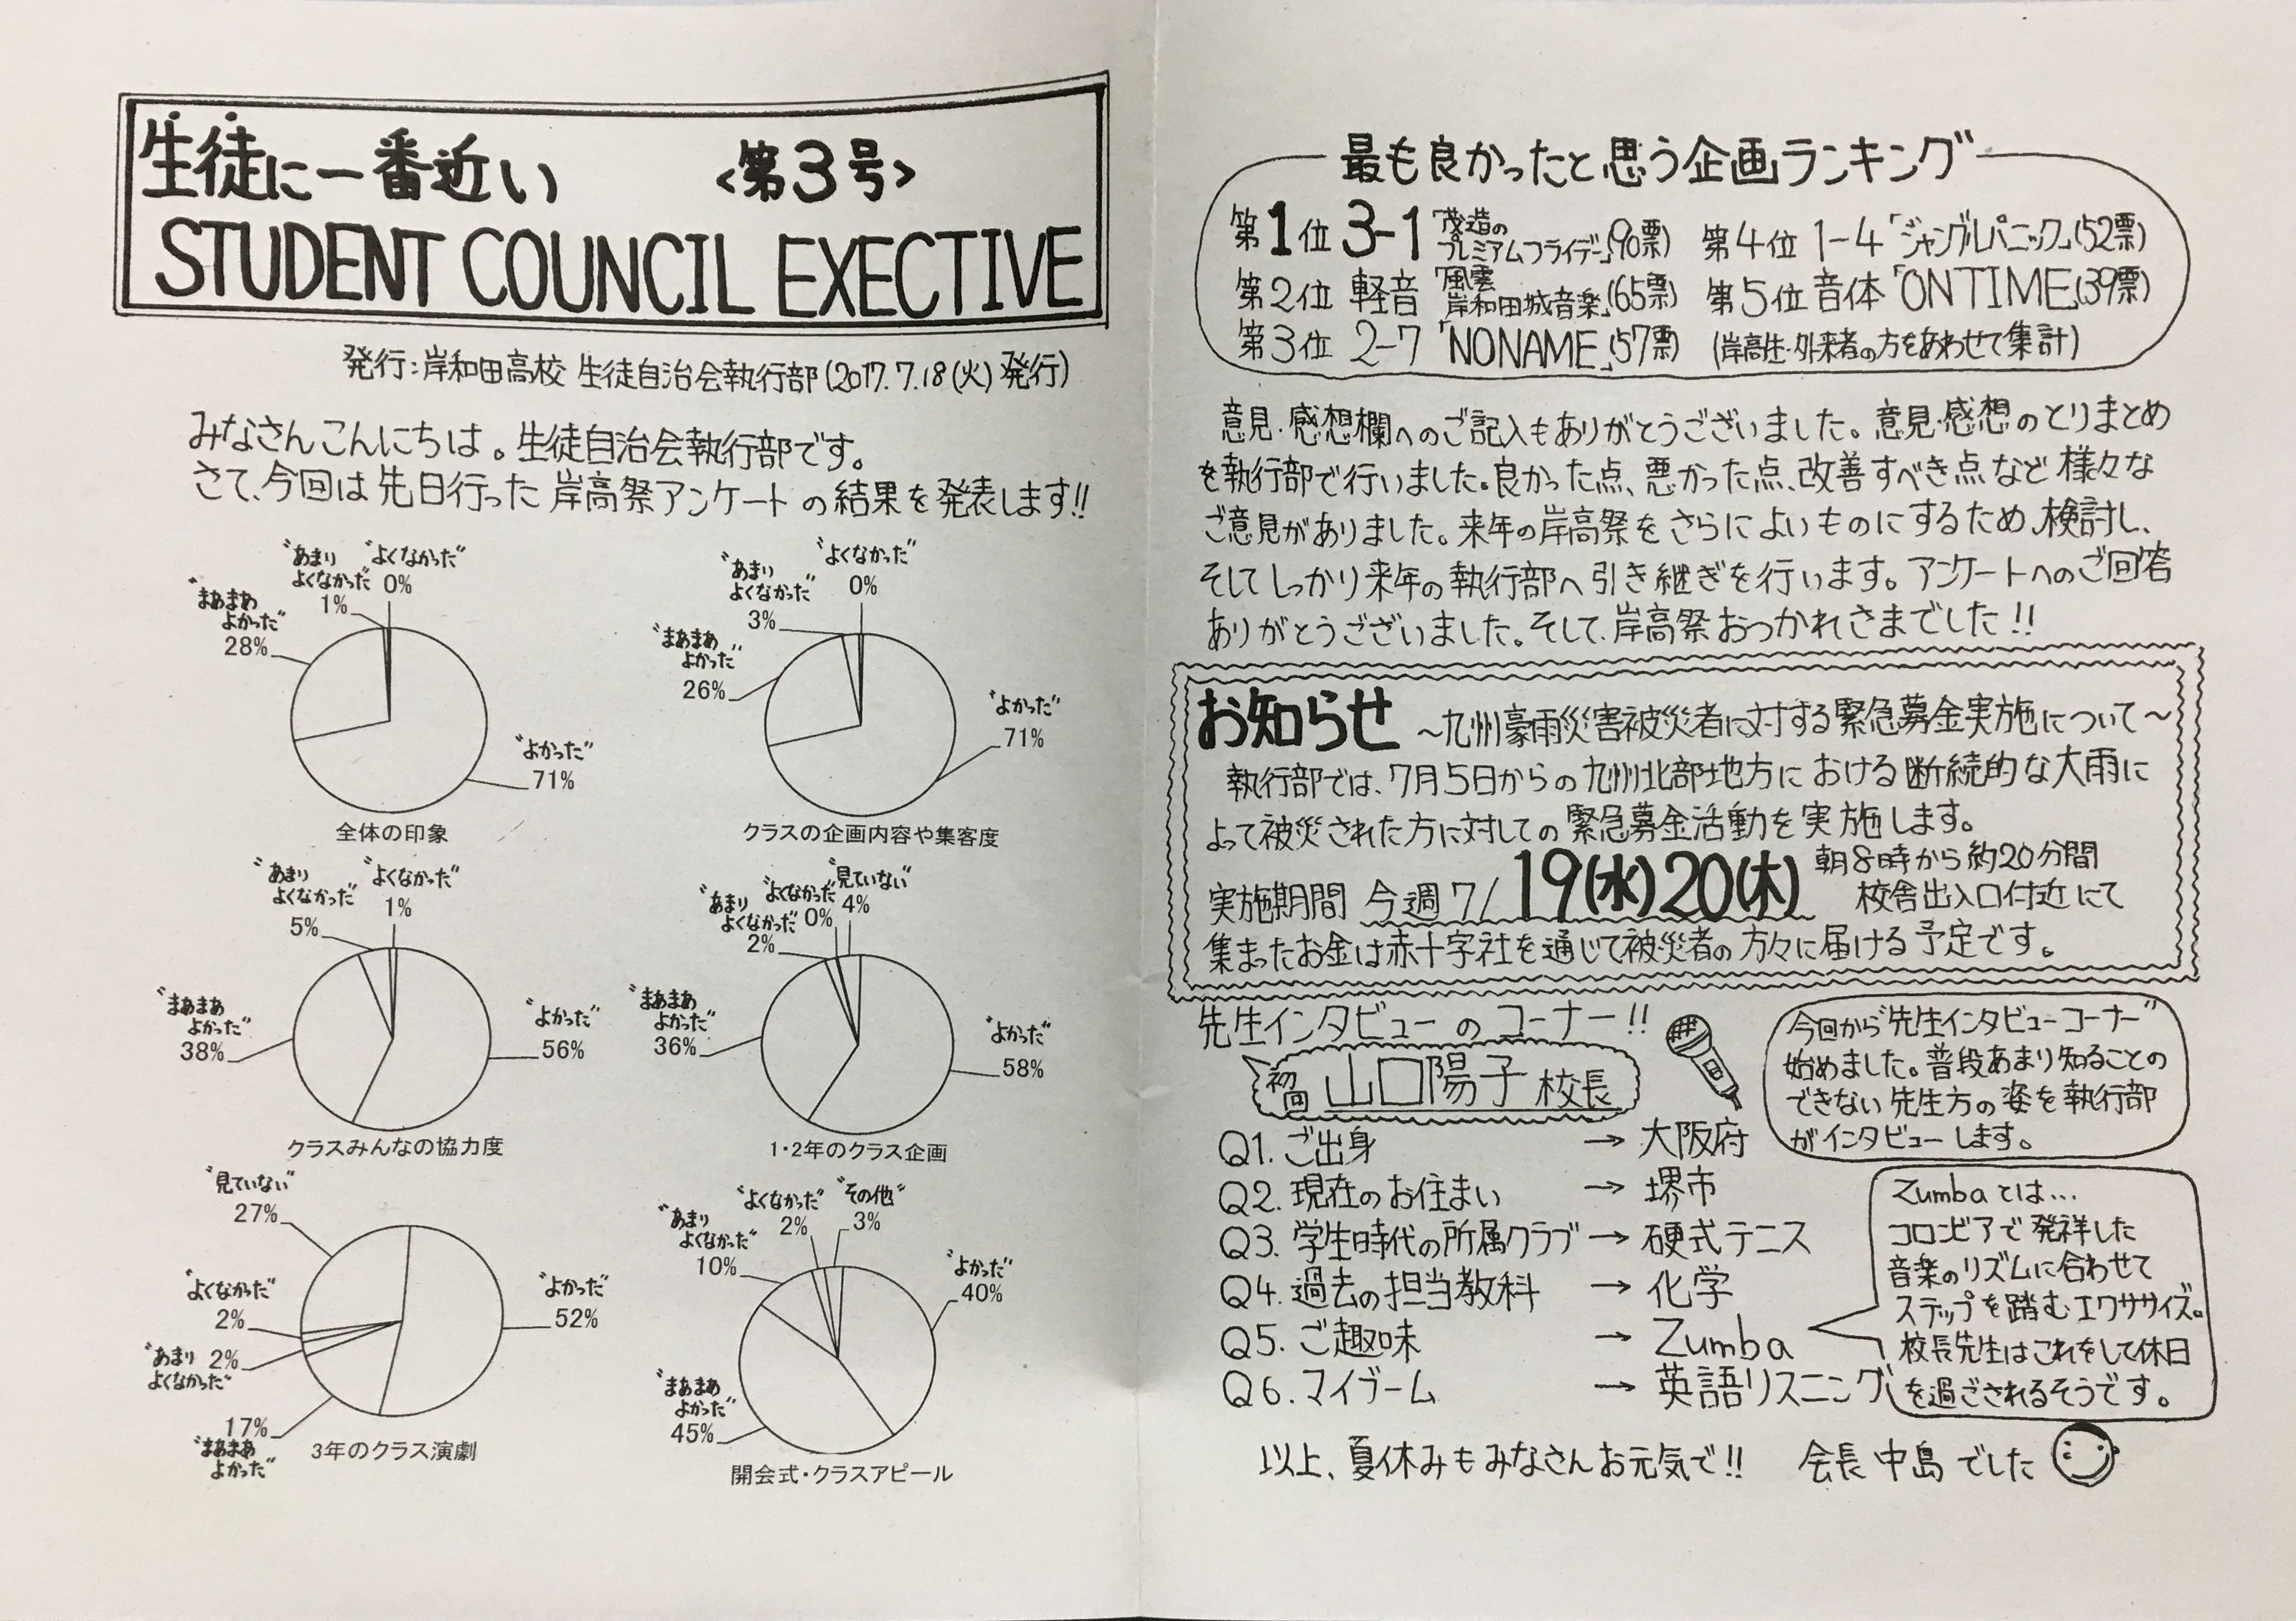 生徒に一番近い <第3号>
STUDENT COUNCIL EXECTIVE
発行:岸和田高校 生徒自治会執行部(2017.7.18(火)発行)
みなさんこんにちは。生徒自治会執行部です。
さて、今回は先日行った岸高祭アンケートの結果を発表します!!
“あまりよくなかった” 1%
“よくなかった” 0%
“まあまあよかった” 28%
“よかった” 71%
全体の印象
“あまりよくなかった” 3%
“よくなかった” 0%
“まあまあよかった” 26%
“よかった” 71%
クラスの企画内容や集客度
“あまりよくなかった” 5%
“よくなかった” 1%
“まあまあよかった” 38%
“よかった” 56%
クラスみんなの協力度
“あまりよくなかった” 2%
“よくなかった” 0%
“見ていない” 4%
“まあまあよかった” 36%
“よかった” 58%
1・2年のクラス企画
“見ていない” 27%
“よくなかった” 2%
“あまりよくなかった” 2%
17% “まあまあよかった”
“よかった” 52%
3年のクラス演劇
“あまりよくなかった” 10%
“よくなかった” 2%
“その他” 3%
“よかった” 40%
“まあまあよかった” 45%
開会式・クラスアピール
最も良かったと思う企画ランキング
第1位 3-1「茂造のプレミアムフライデー」(90票)
第2位 軽音「風雲岸和田城音楽」(65票)
第3位 2-7「NONAME」(57票)
第4位 1-4「ジャングルパニック」(52票)
第5位 音体「ON TIME」(39票)
(岸高生・外来者の方をあわせて集計)
意見・感想欄へのご記入もありがとうございました。意見・感想のとりまとめ
を執行部で行いました。良かった点、悪かった点、改善すべき点など様々な
ご意見がありました。来年の岸高祭をさらによいものにするため、検討し、
そしてしっかり来年の執行部へ引き継ぎを行います。アンケートへのご回答
ありがとうございました。そして、岸高祭おつかれさまでした!!
お知らせ ～九州豪雨災害被災者に対する緊急募金実施について～
執行部では、7月5日からの九州北部地方における断続的な大雨に
よって被災された方に対しての緊急募金活動を実施します。
実施期間 今週7/19(水)20(木) 朝8時から約20分間
校舎出入口付近にて
集まったお金は赤十字社を通じて被災者の方々に届ける予定です。
先生インタビューのコーナー!!
初回 山口陽子 校長
今回から“先生インタビューコーナー”
始めました。普段あまり知ることの
できない先生方の姿を執行部
がインタビューします。
Q1. ご出身 → 大阪府
Q2. 現在のお住まい → 堺市
Q3. 学生時代の所属クラブ → 硬式テニス
Q4. 過去の担当教科 → 化学
Q5. ご趣味 → Zumba
Q6. マイブーム → 英語リスニング
Zumbaとは…
コロンビアで発祥した
音楽のリズムに合わせて
ステップを踏むエクササイズ。
校長先生はこれをして休日
を過ごされるそうです。
以上、夏休みもみなさんお元気で!! 会長 中島でした